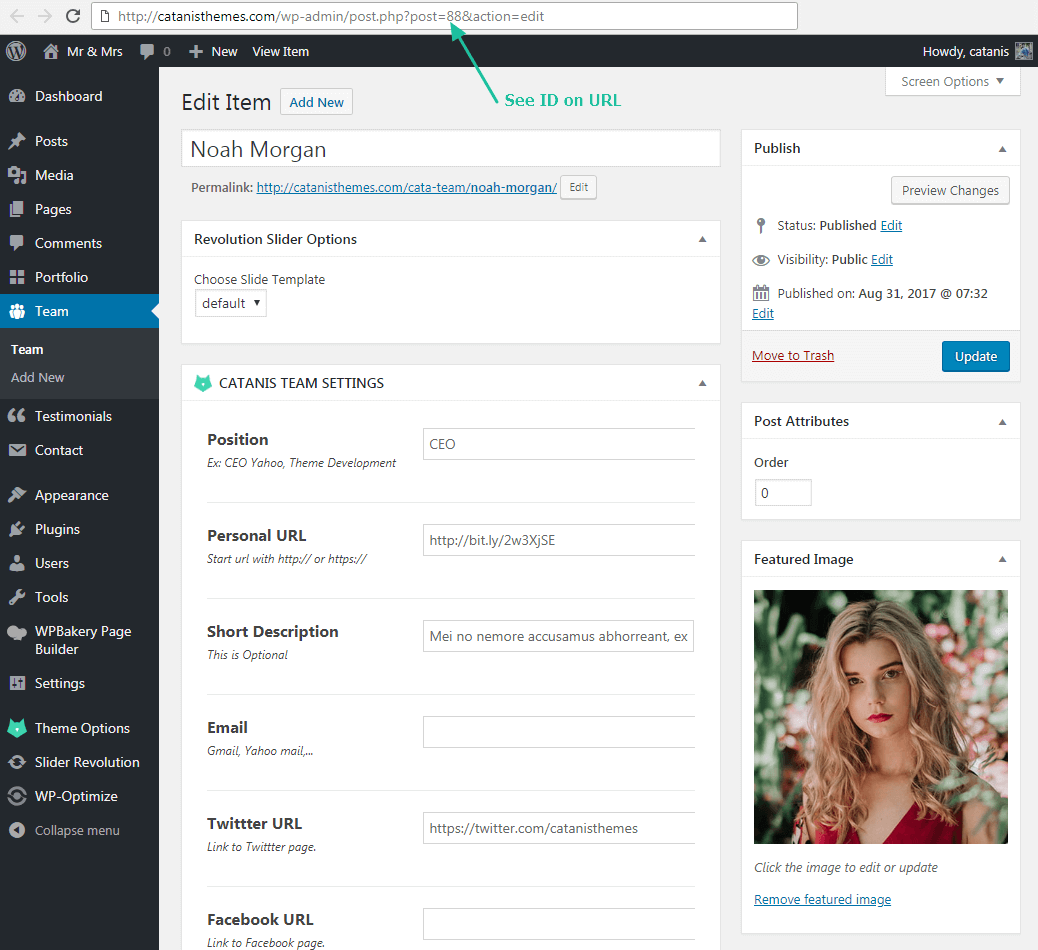 http://catanisthemes.com/wp-admin/post.php?post=88&action=edit
Mr & Mrs 0 New View Item Howdy, catanis
See ID on URL
Screen Options
Dashboard
Posts
Media
Pages
Comments
Portfolio
Team
Team
Add New
Testimonials
Contact
Appearance
Plugins
Users
Tools
WPBakery Page
Builder
Settings
Theme Options
Slider Revolution
WP-Optimize
Collapse menu
Edit Item Add New
Noah Morgan
Permalink: http://catanisthemes.com/cata-team/noah-morgan/ Edit
Revolution Slider Options
Choose Slide Template
default
CATANIS TEAM SETTINGS
Position
Ex: CEO Yahoo, Theme Development
CEO
Personal URL
Start url with http:// or https://
http://bit.ly/2w3XjSE
Short Description
This is Optional
Mei no nemore accusamus abhorreant, ex
Email
Gmail, Yahoo mail,...
Twittter URL
Link to Twittter page.
https://twitter.com/catanisthemes
Facebook URL
Link to Facebook page.
Publish
Preview Changes
Status: Published Edit
Visibility: Public Edit
Published on: Aug 31, 2017 @ 07:32
Edit
Move to Trash Update
Post Attributes
Order
0
Featured Image
Click the image to edit or update
Remove featured image